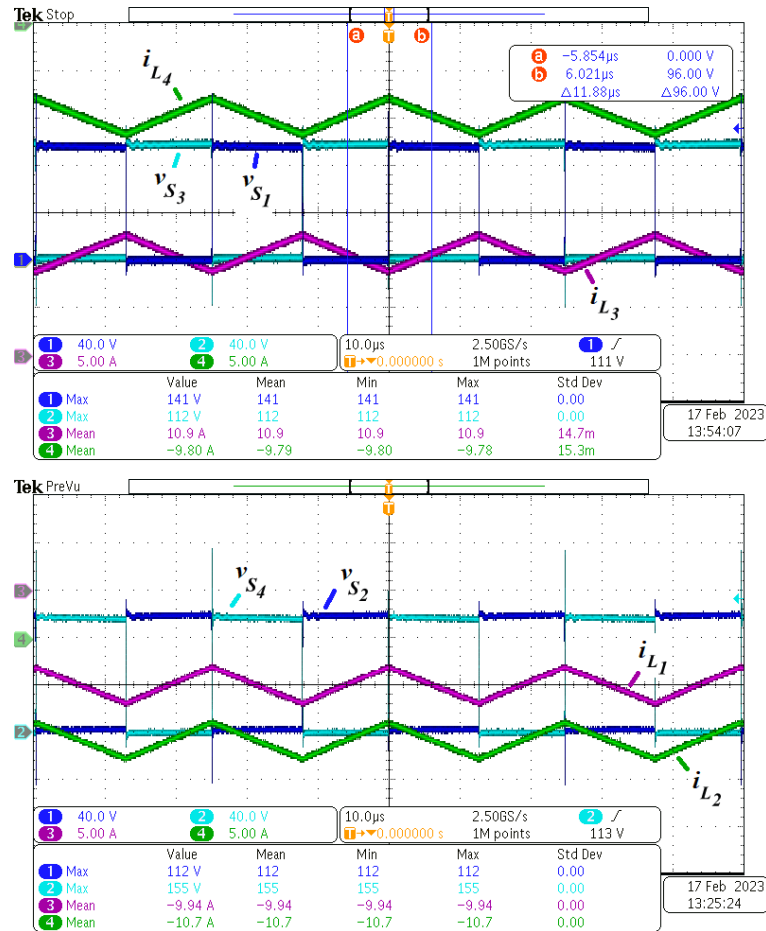 Tek Stop
4
T
a b
T
a −5.854µs 0.000 V
b 6.021µs 96.00 V
△11.88µs △96.00 V
iL4
vS3 vS1
1
iL3
3
1 40.0 V 2 40.0 V
3 5.00 A 4 5.00 A
10.0µs 2.50GS/s 1
T→▼0.000000 s 1M points 111 V
Value Mean Min Max Std Dev
1 Max 141 V 141 141 141 0.00
2 Max 112 V 112 112 112 0.00
3 Mean 10.9 A 10.9 10.9 10.9 14.7m
4 Mean −9.80 A −9.79 −9.80 −9.78 15.3m
17 Feb 2023
13:54:07
Tek PreVu
T
T
vS4 vS2
3
4
iL1
2
iL2
1 40.0 V 2 40.0 V
3 5.00 A 4 5.00 A
10.0µs 2.50GS/s 2
T→▼0.000000 s 1M points 113 V
Value Mean Min Max Std Dev
1 Max 112 V 112 112 112 0.00
2 Max 155 V 155 155 155 0.00
3 Mean −9.94 A −9.94 −9.94 −9.94 0.00
4 Mean −10.7 A −10.7 −10.7 −10.7 0.00
17 Feb 2023
13:25:24